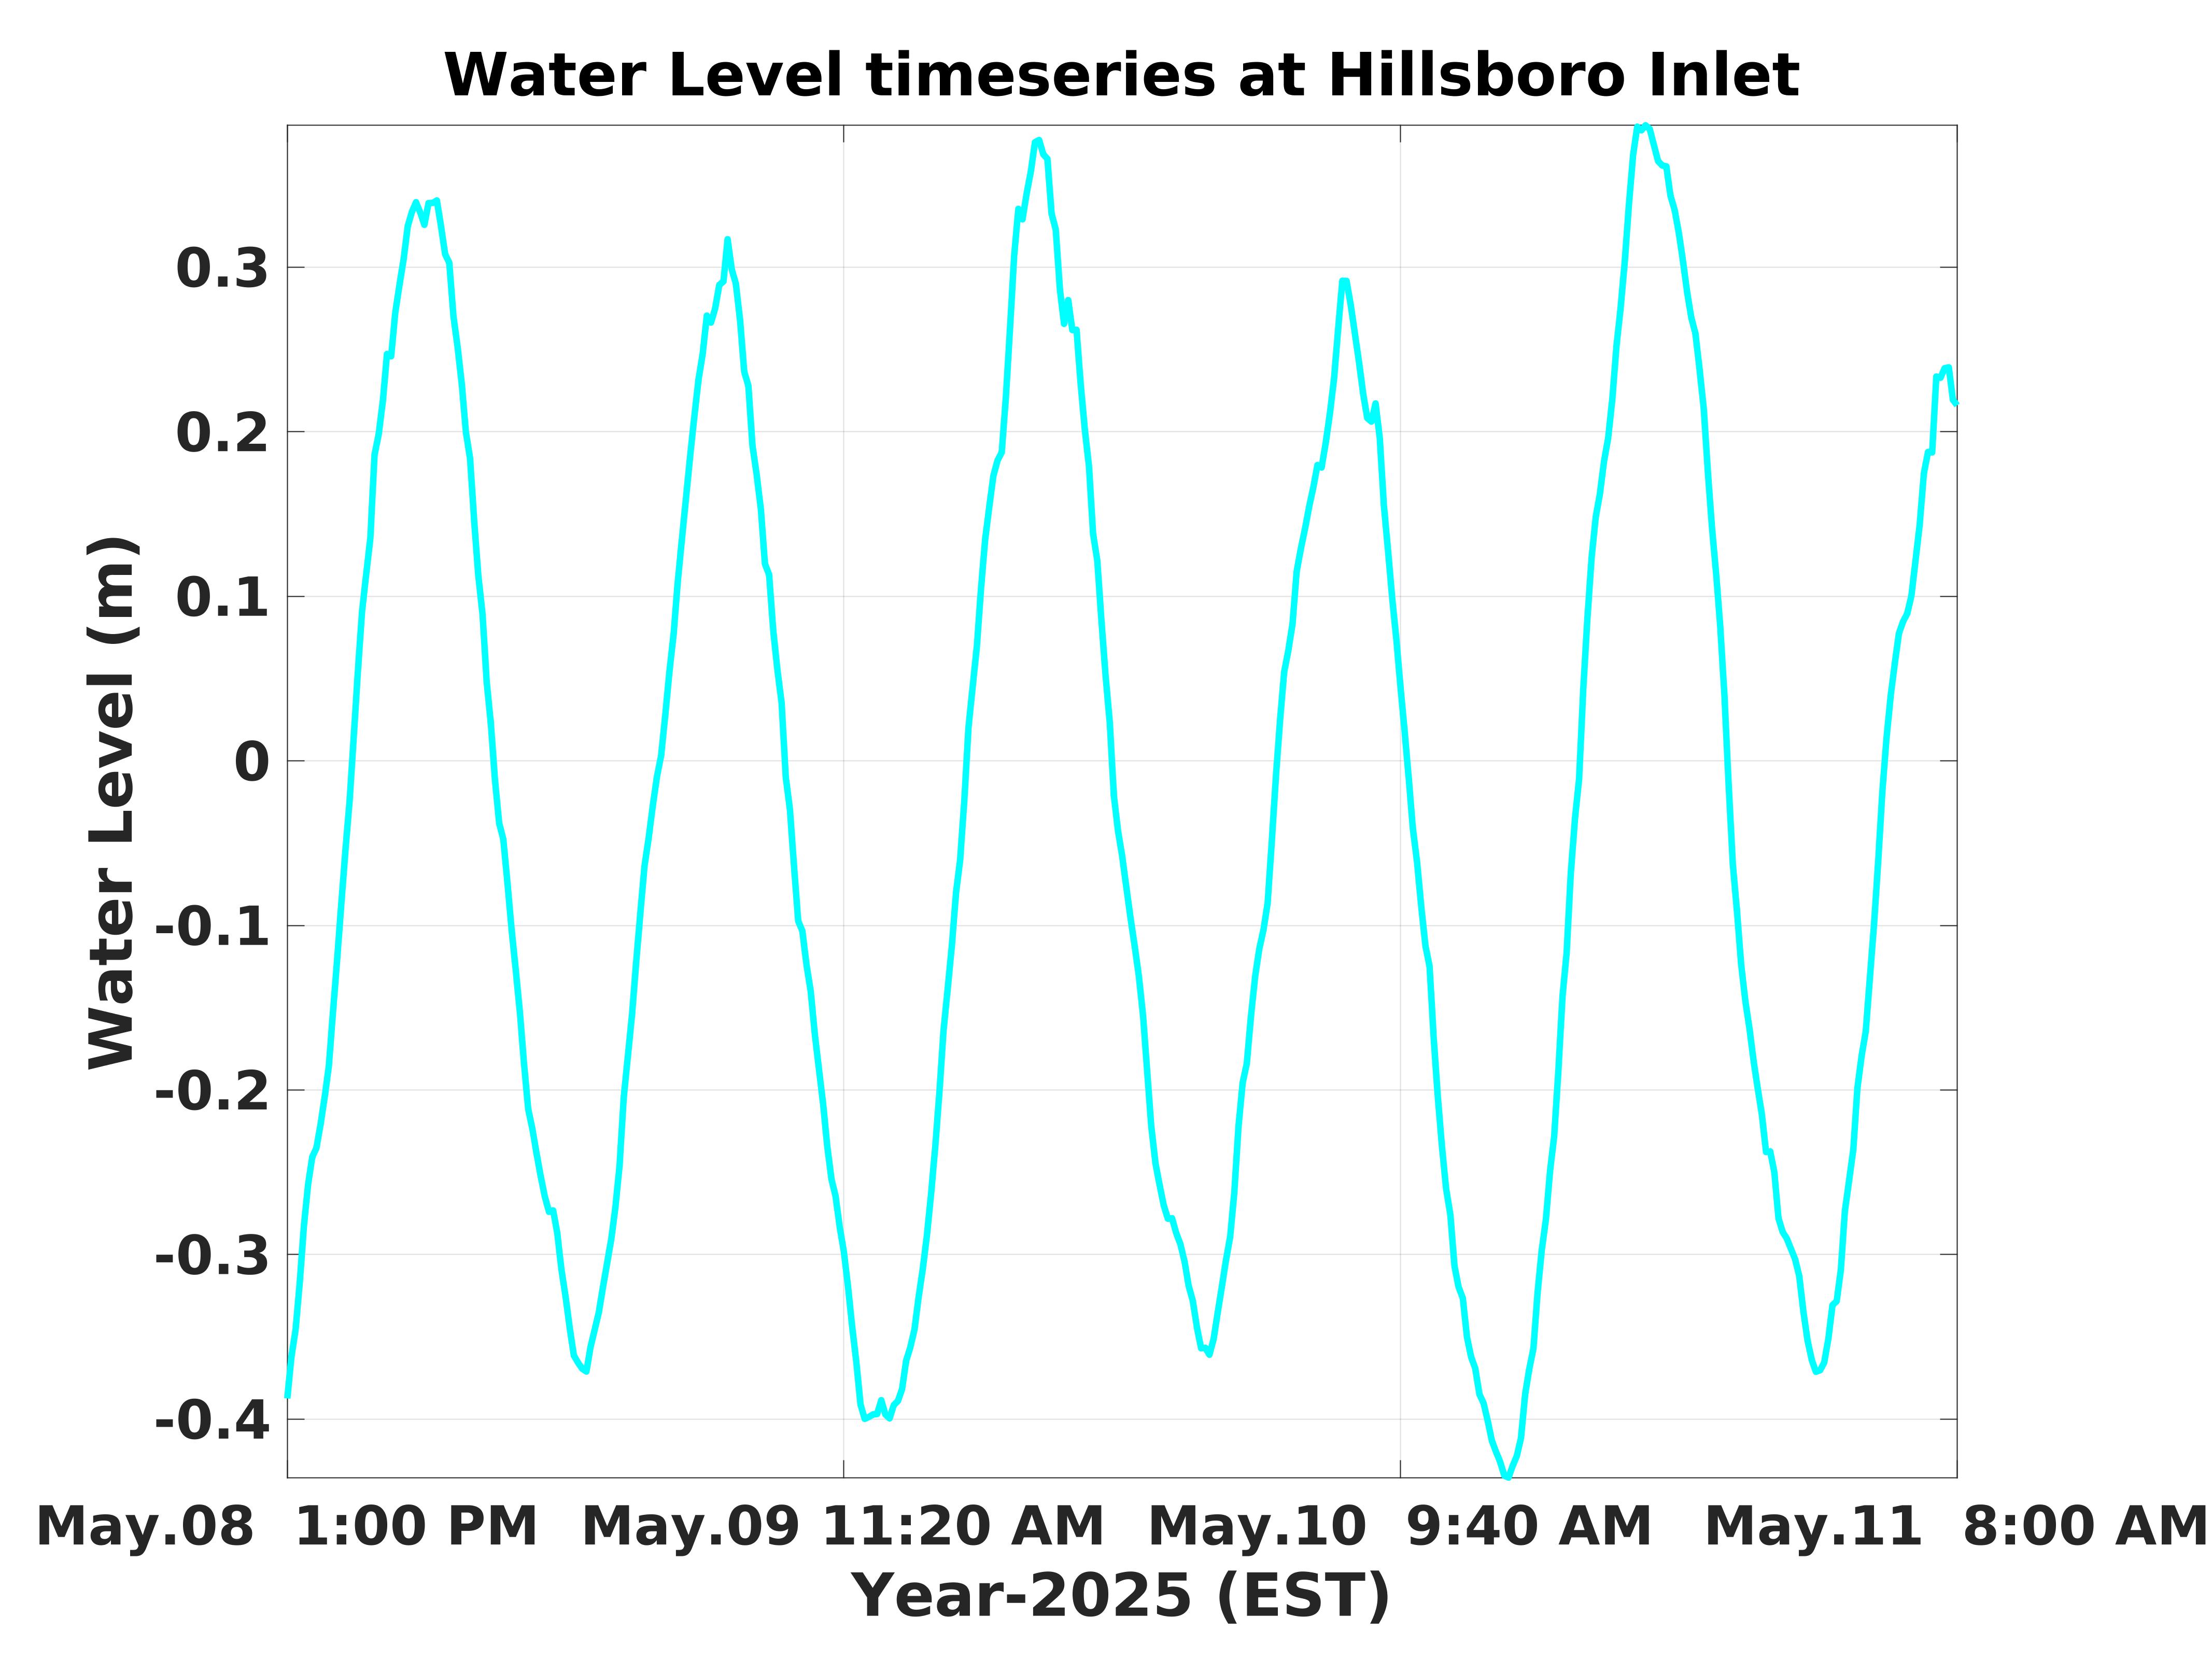 Water Level timeseries at Hillsboro Inlet
Water Level (m)
0.3
0.2
0.1
0
-0.1
-0.2
-0.3
-0.4
May.08 1:00 PM May.09 11:20 AM May.10 9:40 AM May.11 8:00 AM
Year-2025 (EST)